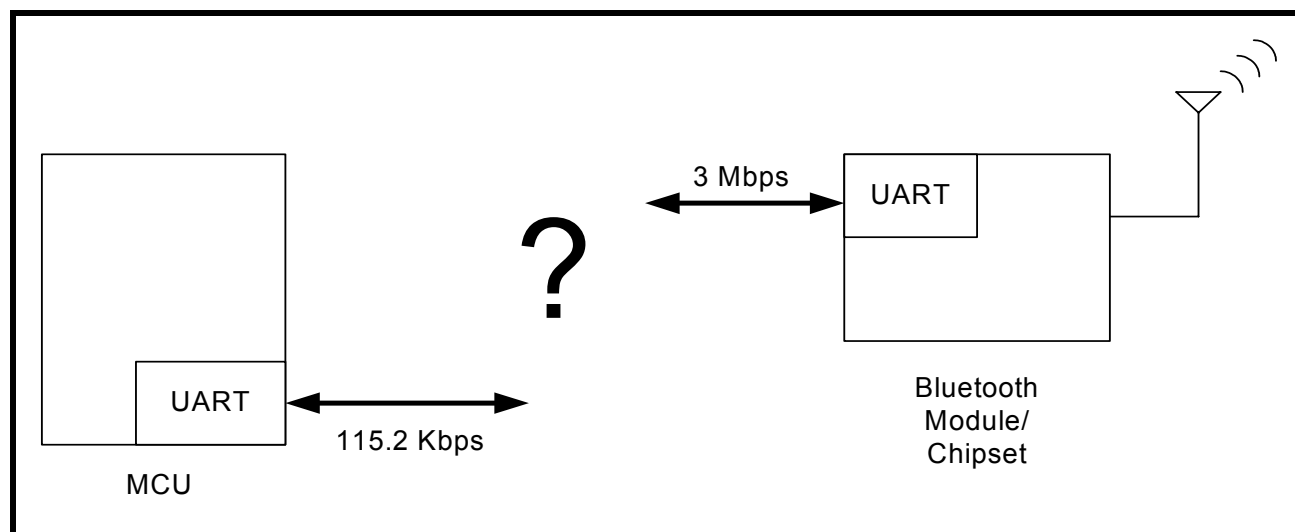 3 Mbps
UART
?
UART
115.2 Kbps
MCU
Bluetooth
Module/
Chipset